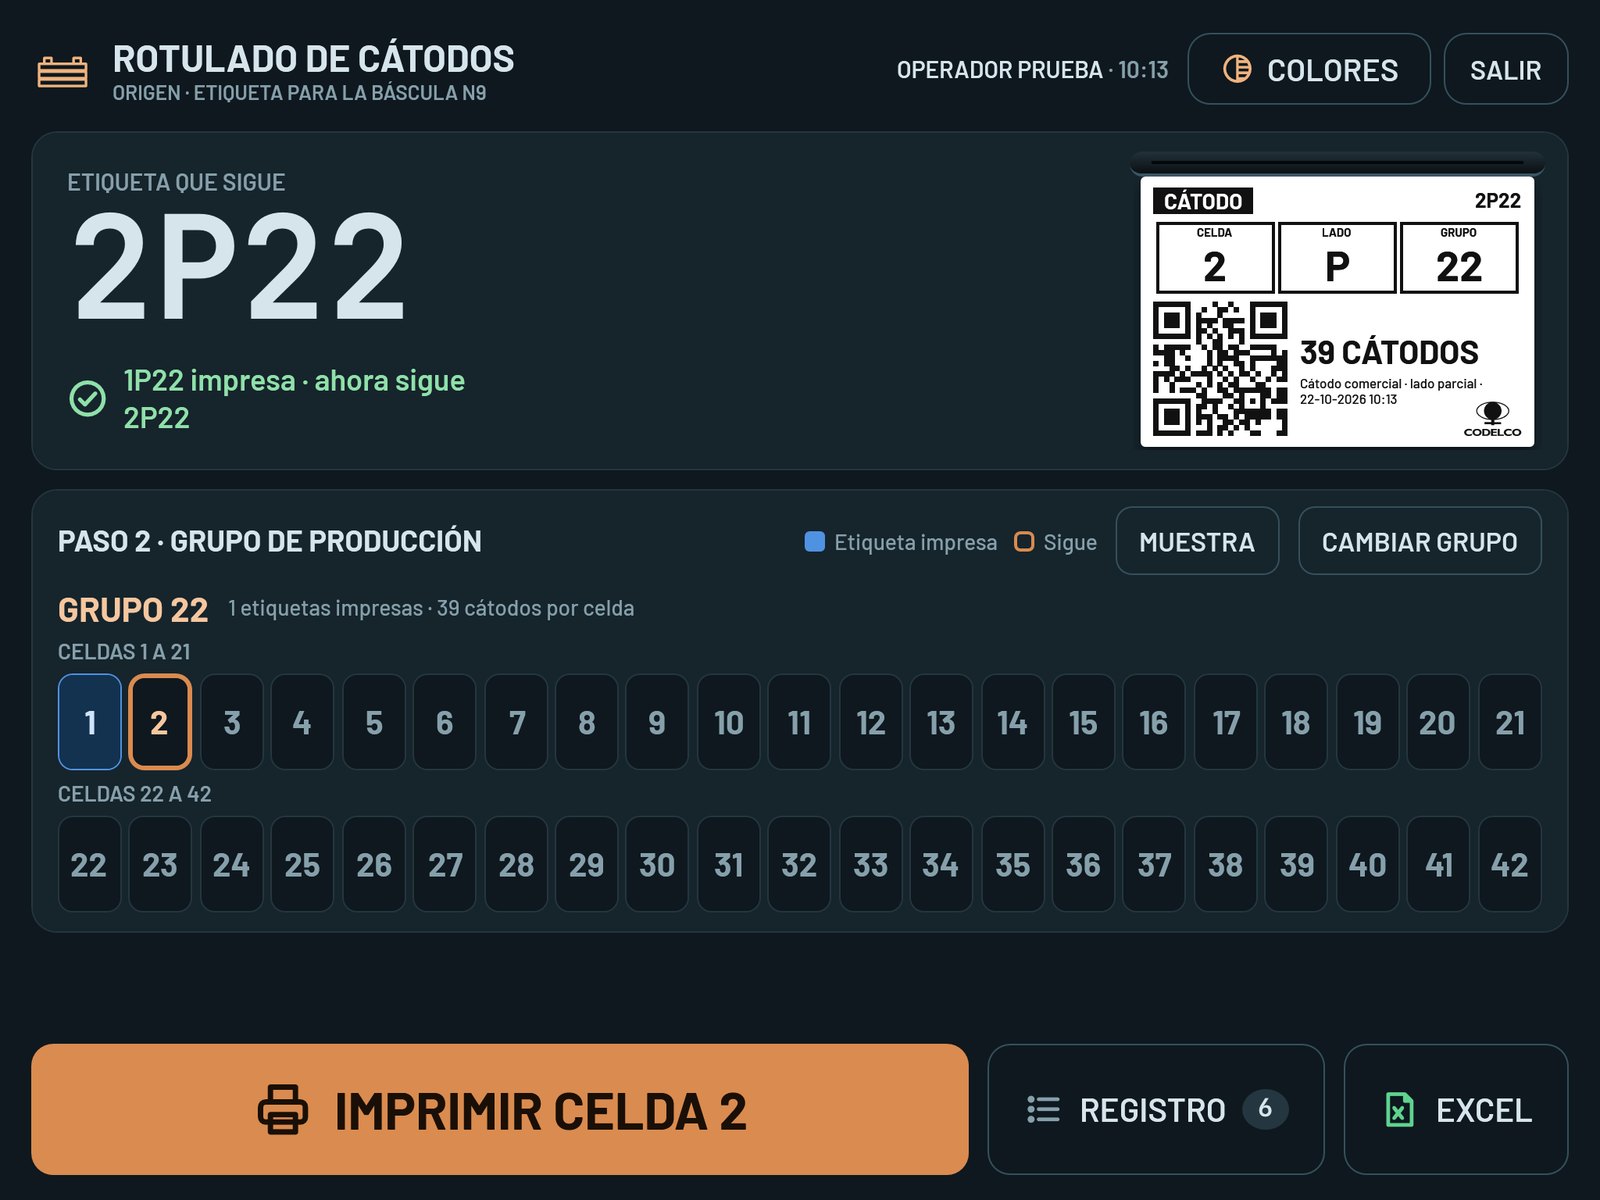 ROTULADO DE CÁTODOS
ORIGEN · ETIQUETA PARA LA BÁSCULA N9
OPERADOR PRUEBA · 10:13
COLORES
SALIR
ETIQUETA QUE SIGUE
2P22
1P22 impresa · ahora sigue
2P22
CÁTODO
2P22
CELDA
2
LADO
P
GRUPO
22
39 CÁTODOS
Cátodo comercial · lado parcial ·
22-10-2026 10:13
CODELCO
PASO 2 · GRUPO DE PRODUCCIÓN
Etiqueta impresa
Sigue
MUESTRA
CAMBIAR GRUPO
GRUPO 22
1 etiquetas impresas · 39 cátodos por celda
CELDAS 1 A 21
1 2 3 4 5 6 7 8 9 10 11 12 13 14 15 16 17 18 19 20 21
CELDAS 22 A 42
22 23 24 25 26 27 28 29 30 31 32 33 34 35 36 37 38 39 40 41 42
IMPRIMIR CELDA 2
REGISTRO 6
EXCEL